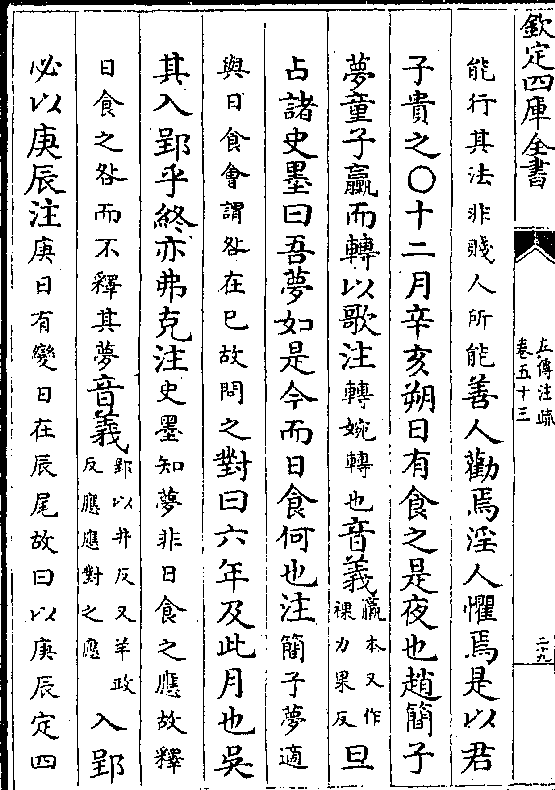 欽定四庫全書
左傳注疏
卷五十三
二九
能行其法非賤人所能善人勸焉淫人懼焉是以君
子貴之〇十二月辛亥朔日有食之是夜也趙簡子
夢童子臝而轉以歌注轉婉轉也音義臝本又作
裸力果反旦
占諸史墨曰吾夢如是今而日食何也注簡子夢適
與日食會謂咎在已故問之對曰六年及此月也吳
其入郢乎終亦弗克注史墨知夢非日食之應故釋
日食之咎而不釋其夢音義郢以井反又羊政
反應應對之應入郢
必以庚辰注庚日有變日在辰尾故曰以庚辰定四